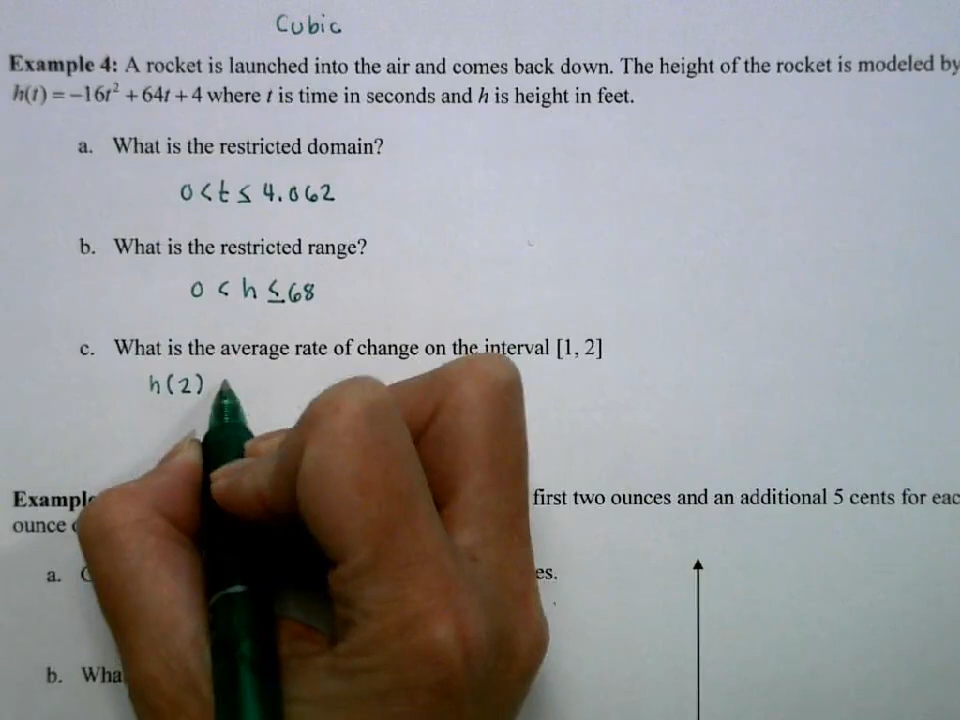 Cubic
Example 4: A rocket is launched into the air and comes back down. The height of the rocket is modeled by
h(t) = −16t² + 64t + 4 where t is time in seconds and h is height in feet.
a. What is the restricted domain?
0 < t ≤ 4.062
b. What is the restricted range?
0 < h ≤ 68
c. What is the average rate of change on the interval [1, 2]
h(2)
Example first two ounces and an additional 5 cents for
ounce
a.
b.